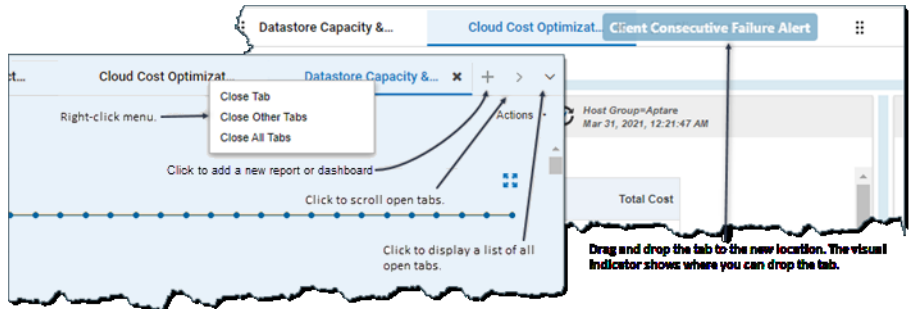 Datastore Capacity &...
Cloud Cost Optimizat...
Client Consecutive Failure Alert
ct...
Cloud Cost Optimizat...
Datastore Capacity &...
Close Tab
Close Other Tabs
Close All Tabs
Right-click menu.
Actions
Click to add a new report or dashboard
Click to scroll open tabs.
Click to display a list of all
open tabs.
Host Group=Aptare
Mar 31, 2021, 12:21:47 AM
Total Cost
Drag and drop the tab to the new location. The visual
indicator shows where you can drop the tab.